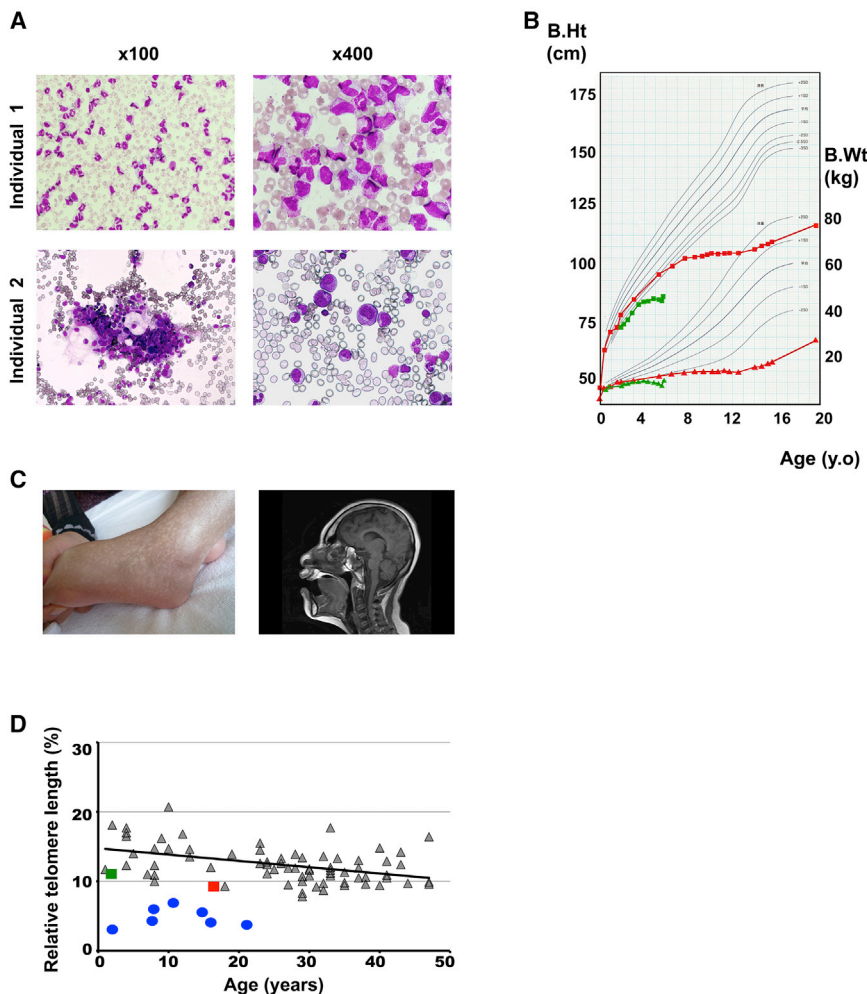 A
x100
x400
Individual 1
Individual 2
B
B.Ht
(cm)
175
150
125
100
75
50
B.Wt
(kg)
80
60
40
20
0
4
8
12
16
20
Age (y.o)
C
D
Relative telomere length (%)
30
20
10
0
0
10
20
30
40
50
Age (years)